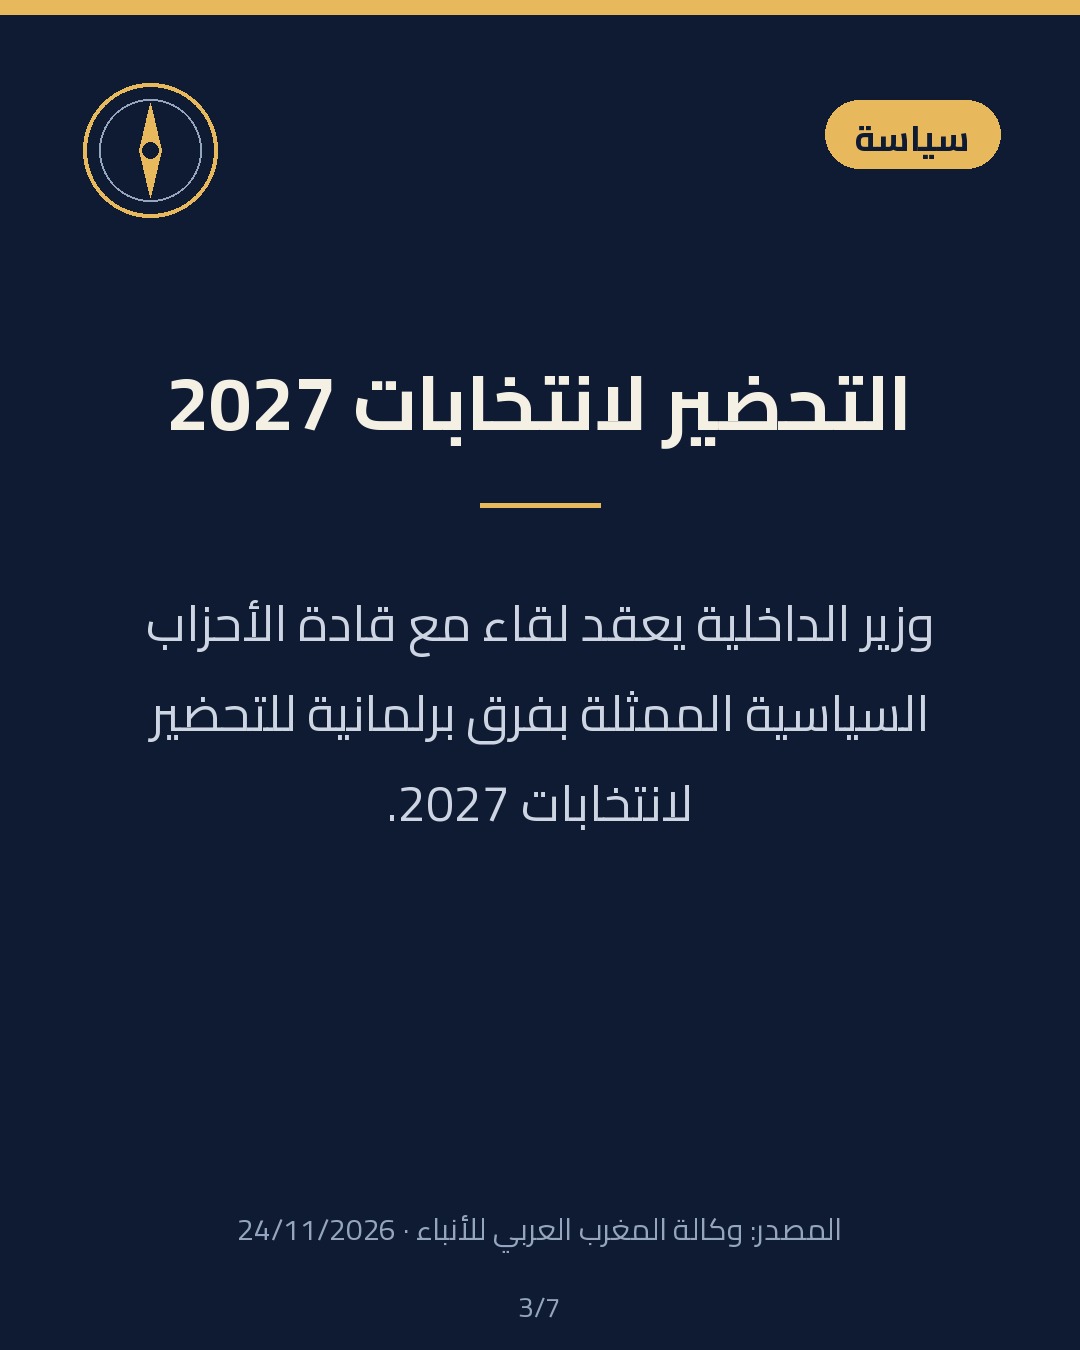 سياسة
التحضير لانتخابات 2027
وزير الداخلية يعقد لقاء مع قادة الأحزاب
السياسية الممثلة بفرق برلمانية للتحضير
لانتخابات 2027.
المصدر: وكالة المغرب العربي للأنباء · 24/11/2026
3/7